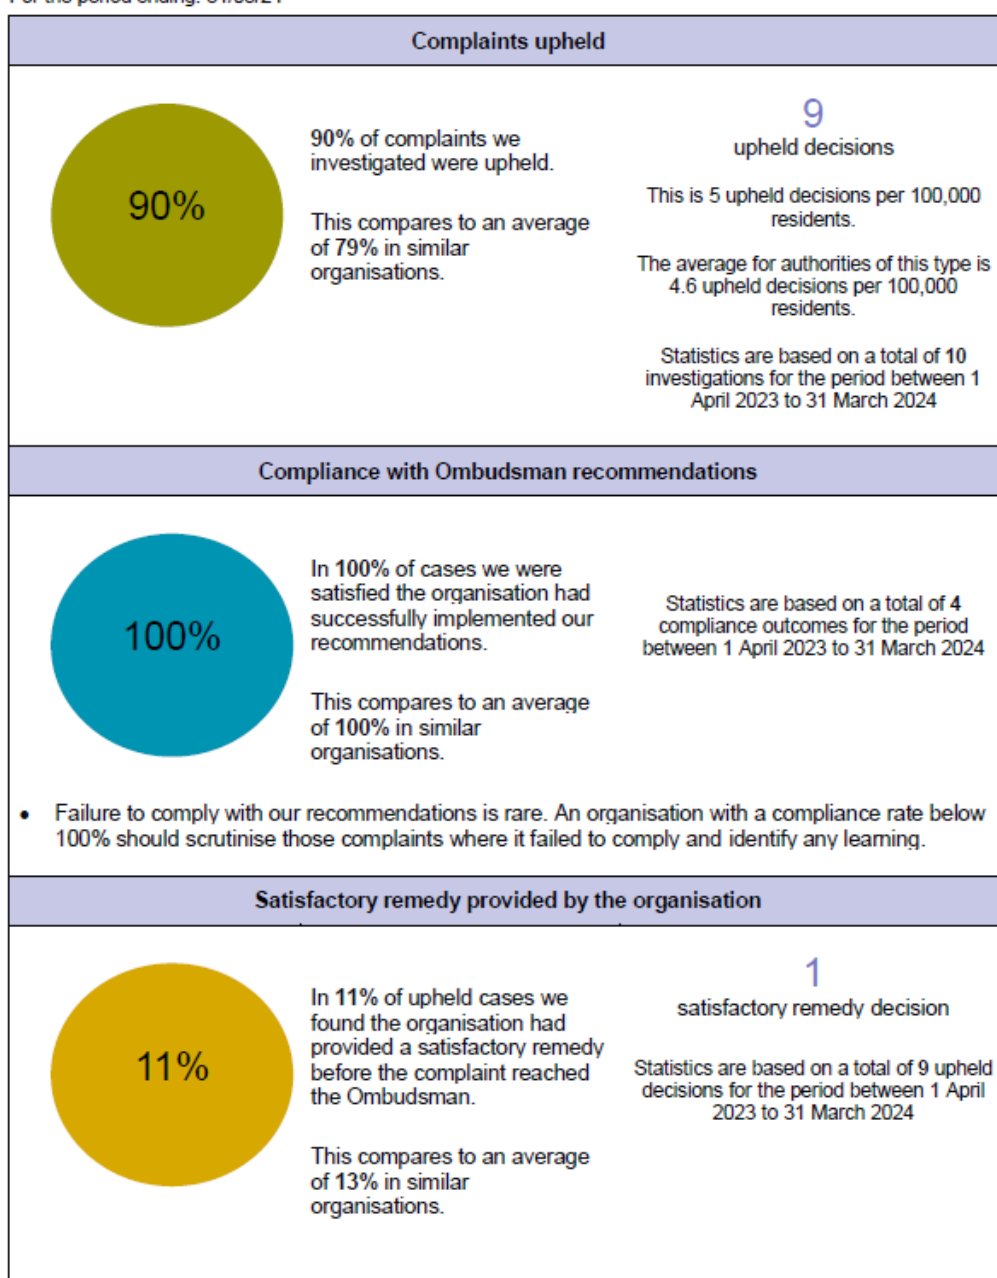 Complaints upheld
90%
90% of complaints we
investigated were upheld.
This compares to an average
of 79% in similar
organisations.
9
upheld decisions
This is 5 upheld decisions per 100,000
residents.
The average for authorities of this type is
4.6 upheld decisions per 100,000
residents.
Statistics are based on a total of 10
investigations for the period between 1
April 2023 to 31 March 2024
Compliance with Ombudsman recommendations
100%
In 100% of cases we were
satisfied the organisation had
successfully implemented our
recommendations.
This compares to an average
of 100% in similar
organisations.
Statistics are based on a total of 4
compliance outcomes for the period
between 1 April 2023 to 31 March 2024
• Failure to comply with our recommendations is rare. An organisation with a compliance rate below
100% should scrutinise those complaints where it failed to comply and identify any learning.
Satisfactory remedy provided by the organisation
11%
In 11% of upheld cases we
found the organisation had
provided a satisfactory remedy
before the complaint reached
the Ombudsman.
This compares to an average
of 13% in similar
organisations.
1
satisfactory remedy decision
Statistics are based on a total of 9 upheld
decisions for the period between 1 April
2023 to 31 March 2024